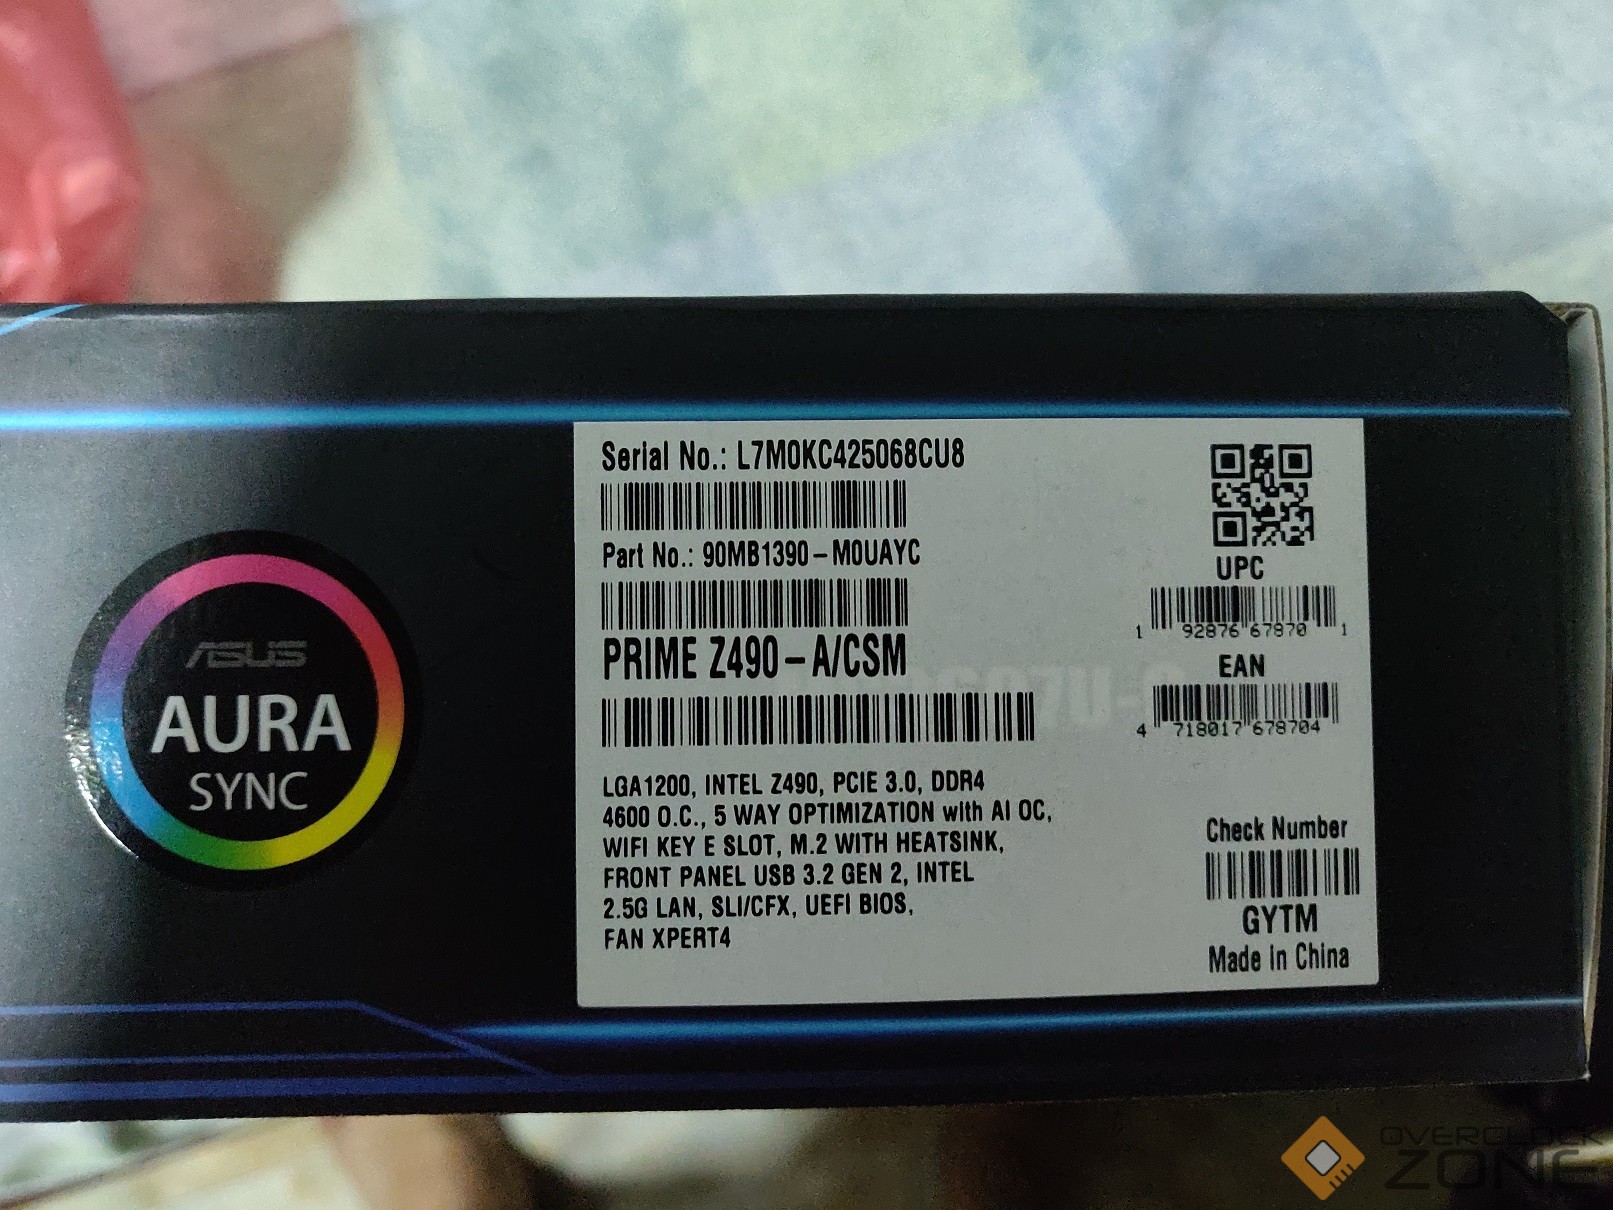 ASUS
AURA
SYNC
Serial No.: L7M0KC425068CU8
Part No.: 90MB1390-M0UAYC
PRIME Z490-A/CSM
LGA1200, INTEL Z490, PCIE 3.0, DDR4
4600 O.C., 5 WAY OPTIMIZATION with AI OC,
WIFI KEY E SLOT, M.2 WITH HEATSINK,
FRONT PANEL USB 3.2 GEN 2, INTEL
2.5G LAN, SLI/CFX, UEFI BIOS,
FAN XPERT4
UPC
1 92876 67870 1
EAN
4 718017 678704
Check Number
GYTM
Made in China
OVERCLOCK
ZONE